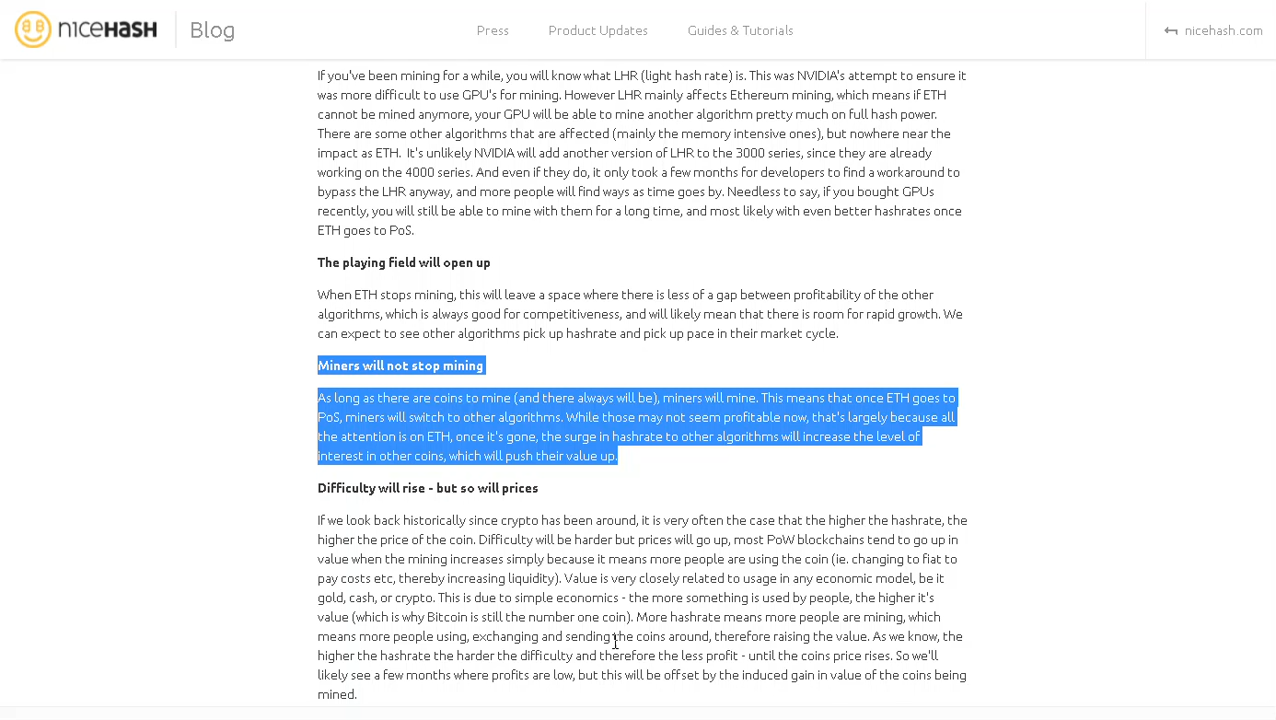 nicehash
Blog
Press
Product Updates
Guides & Tutorials
nicehash.com
If you've been mining for a while, you will know what LHR (light hash rate) is. This was NVIDIA's attempt to ensure it
was more difficult to use GPU's for mining. However LHR mainly affects Ethereum mining, which means if ETH
cannot be mined anymore, your GPU will be able to mine another algorithm pretty much on full hash power.
There are some other algorithms that are affected (mainly the memory intensive ones), but nowhere near the
impact as ETH. It's unlikely NVIDIA will add another version of LHR to the 3000 series, since they are already
working on the 4000 series. And even if they do, it only took a few months for developers to find a workaround to
bypass the LHR anyway, and more people will find ways as time goes by. Needless to say, if you bought GPUs
recently, you will still be able to mine with them for a long time, and most likely with even better hashrates once
ETH goes to PoS.
The playing field will open up
When ETH stops mining, this will leave a space where there is less of a gap between profitability of the other
algorithms, which is always good for competitiveness, and will likely mean that there is room for rapid growth. We
can expect to see other algorithms pick up hashrate and pick up pace in their market cycle.
Miners will not stop mining
As long as there are coins to mine (and there always will be), miners will mine. This means that once ETH goes to
PoS, miners will switch to other algorithms. While those may not seem profitable now, that's largely because all
the attention is on ETH, once it's gone, the surge in hashrate to other algorithms will increase the level of
interest in other coins, which will push their value up.
Difficulty will rise - but so will prices
If we look back historically since crypto has been around, it is very often the case that the higher the hashrate, the
higher the price of the coin. Difficulty will be harder but prices will go up, most PoW blockchains tend to go up in
value when the mining increases simply because it means more people are using the coin (ie. changing to fiat to
pay costs etc, thereby increasing liquidity). Value is very closely related to usage in any economic model, be it
gold, cash, or crypto. This is due to simple economics - the more something is used by people, the higher it's
value (which is why Bitcoin is still the number one coin). More hashrate means more people are mining, which
means more people using, exchanging and sending the coins around, therefore raising the value. As we know, the
higher the hashrate the harder the difficulty and therefore the less profit - until the coins price rises. So we'll
likely see a few months where profits are low, but this will be offset by the induced gain in value of the coins being
mined.